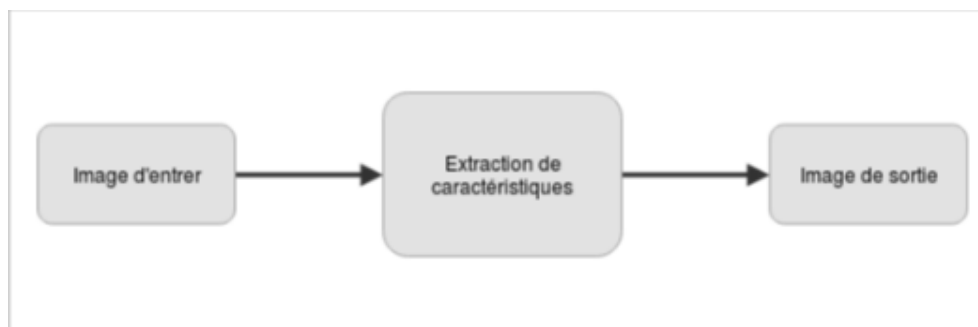 Image d'entrer
Extraction de
caractéristiques
Image de sortie